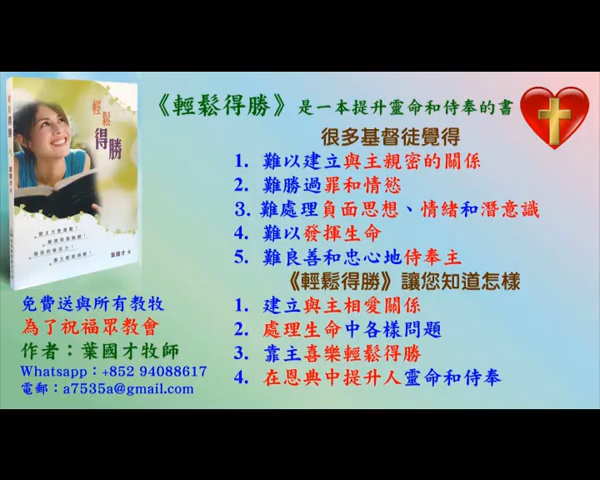 輕鬆
得勝
葉國才 著
《輕鬆得勝》是一本提升靈命和侍奉的書
很多基督徒覺得
1. 難以建立與主親密的關係
2. 難勝過罪和情慾
3. 難處理負面思想、情緒和潛意識
4. 難以發揮生命
5. 難良善和忠心地侍奉主
《輕鬆得勝》讓您知道怎樣
1. 建立與主相愛關係
2. 處理生命中各樣問題
3. 靠主喜樂輕鬆得勝
4. 在恩典中提升人靈命和侍奉
免費送與所有教牧
為了祝福眾教會
作者：葉國才牧師
Whatsapp：+852 94088617
電郵：a7535a@gmail.com